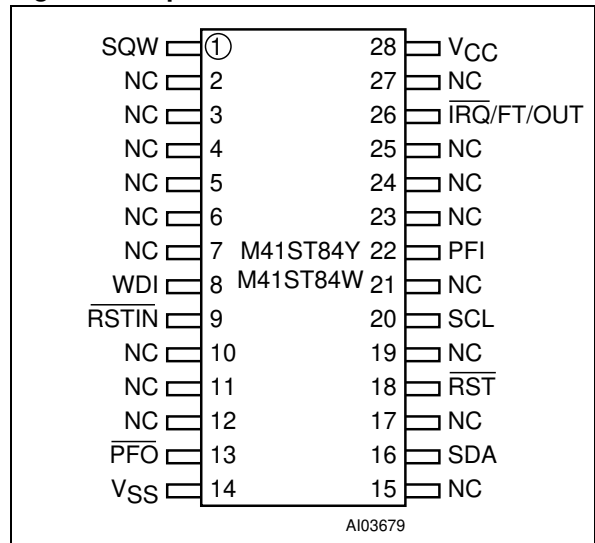 SQW 1 28 VCC
NC 2 27 NC
NC 3 26 IRQ/FT/OUT
NC 4 25 NC
NC 5 24 NC
NC 6 23 NC
NC 7 M41ST84Y 22 PFI
WDI 8 M41ST84W 21 NC
RSTIN 9 20 SCL
NC 10 19 NC
NC 11 18 RST
NC 12 17 NC
PFO 13 16 SDA
VSS 14 15 NC
AI03679